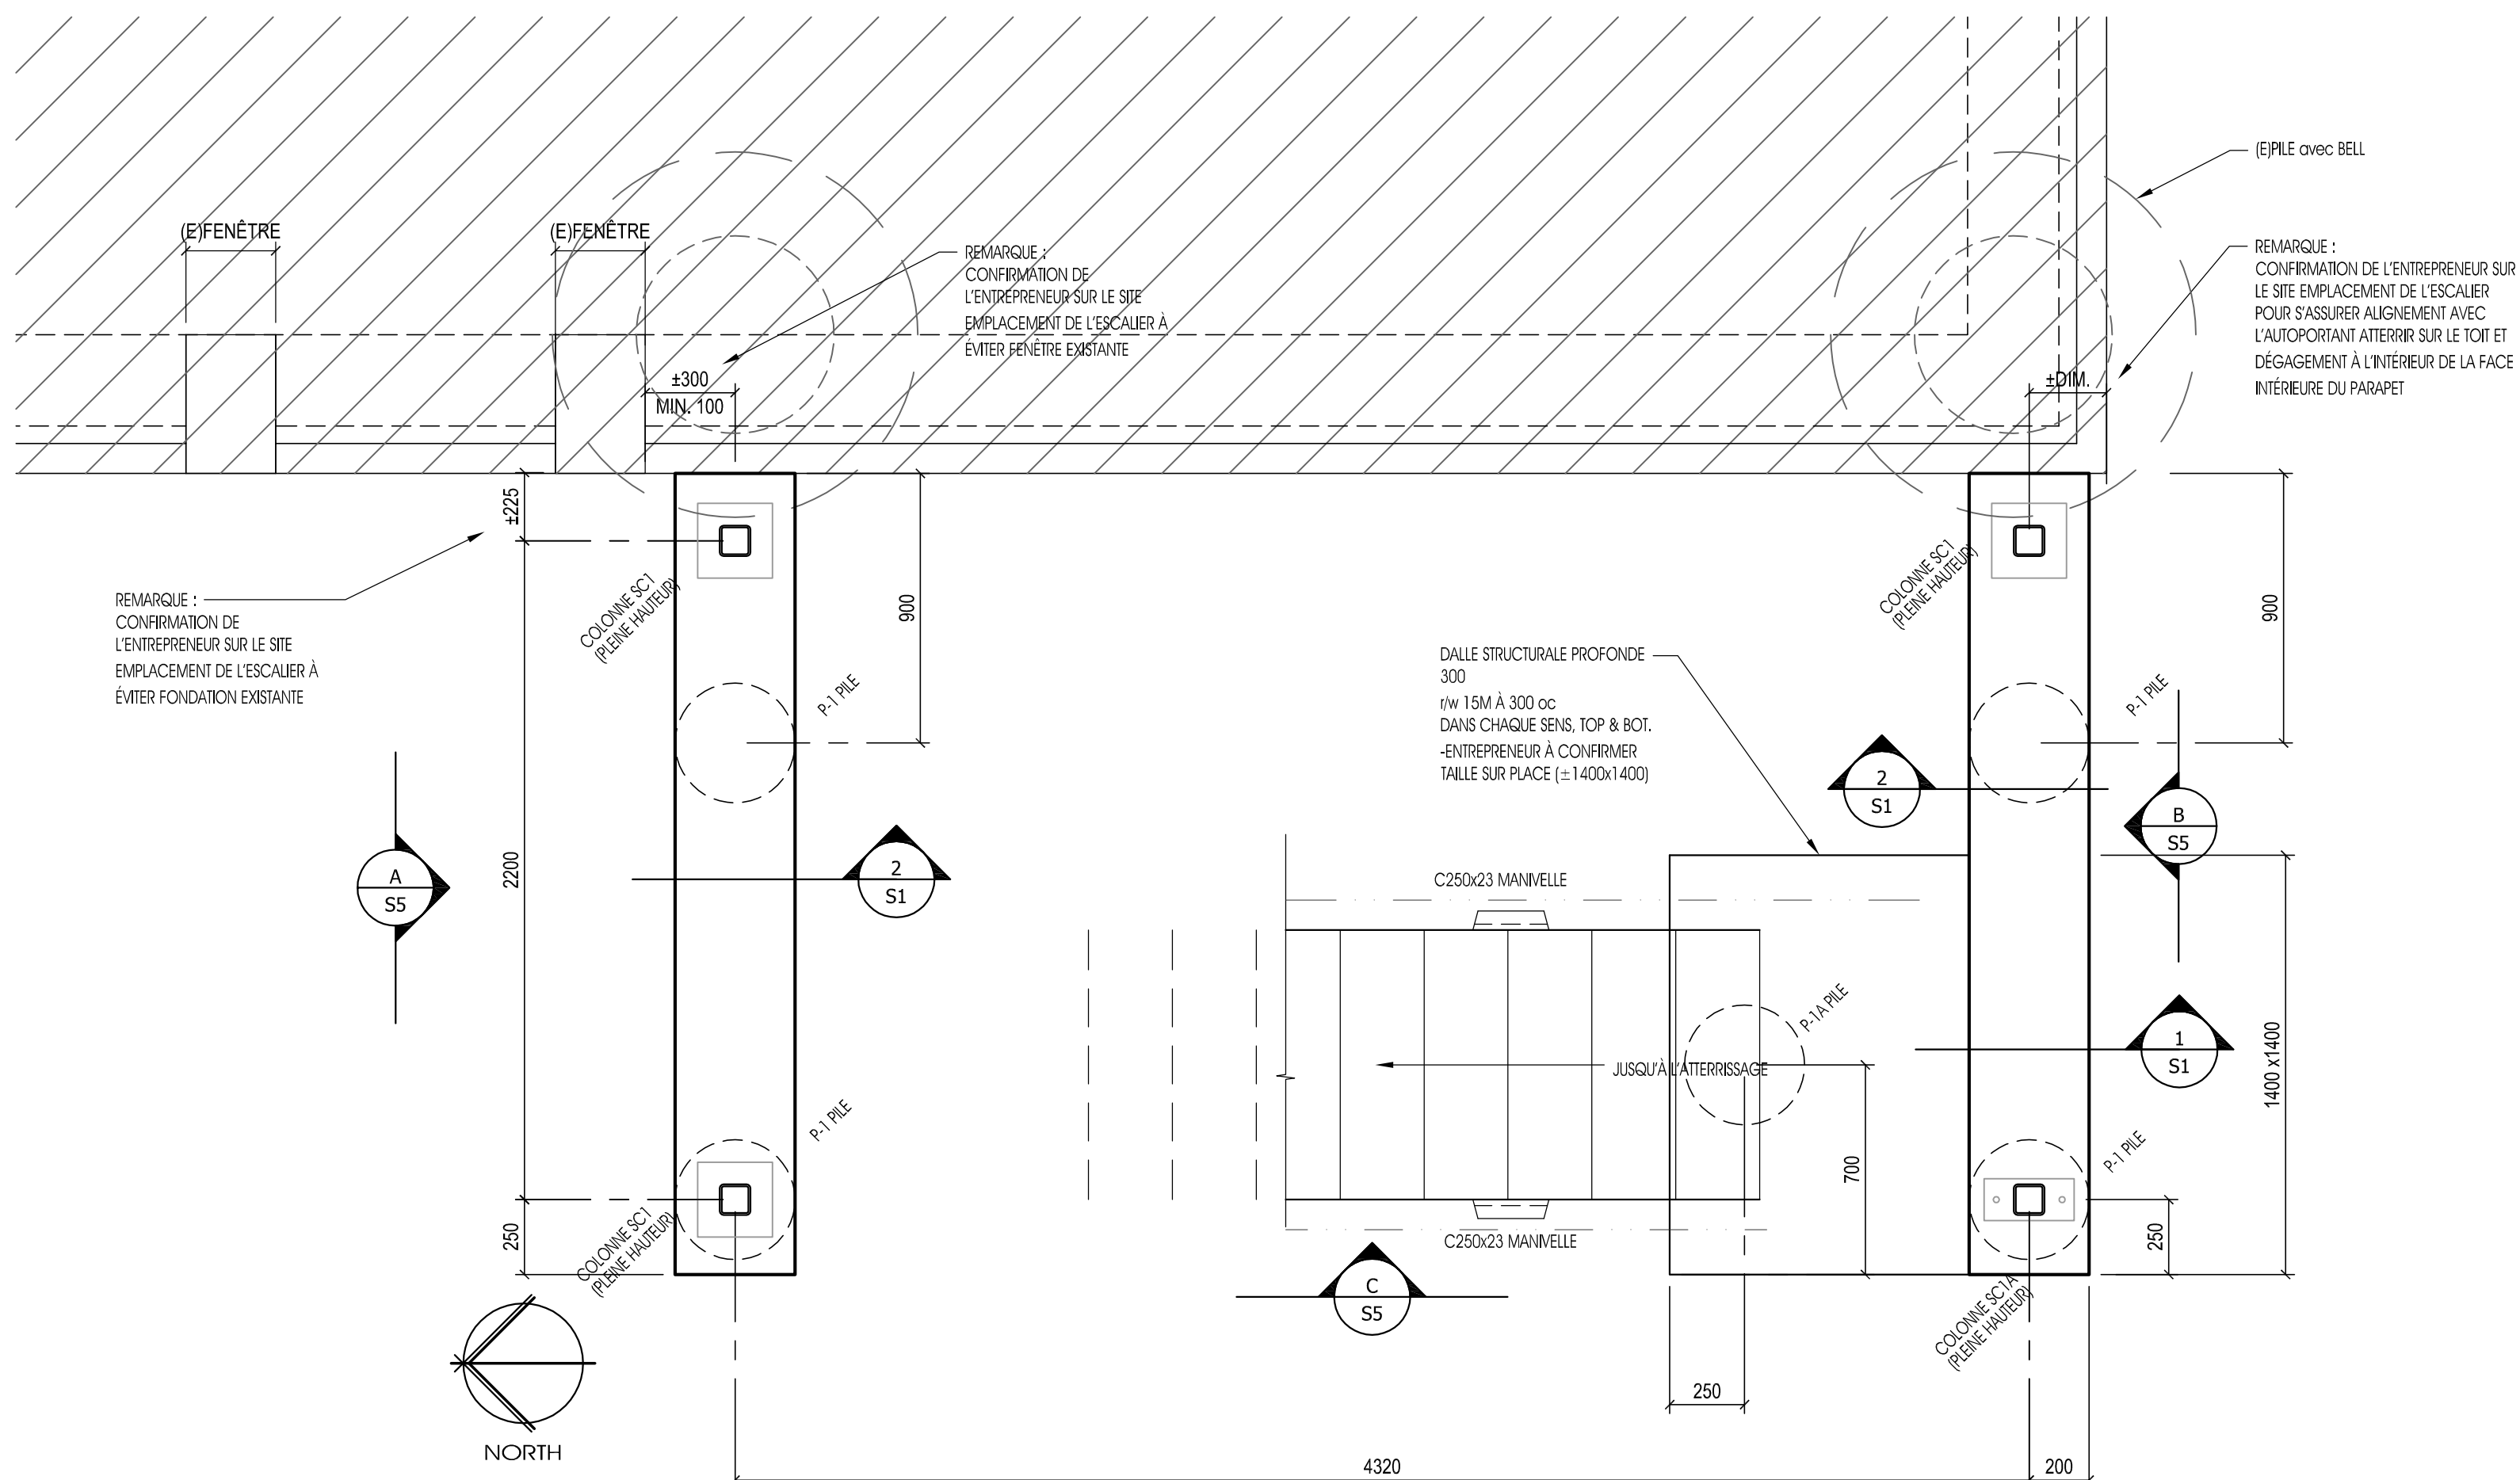 (E)PILE avec BELL
(E)FENÊTRE
(E)FENÊTRE
REMARQUE :
CONFIRMATION DE
L'ENTREPRENEUR SUR LE SITE
EMPLACEMENT DE L'ESCALIER À
ÉVITER FENÊTRE EXISTANTE
REMARQUE :
CONFIRMATION DE L'ENTREPRENEUR SUR
LE SITE EMPLACEMENT DE L'ESCALIER
POUR S'ASSURER ALIGNEMENT AVEC
L'AUTOPORTANT ATTERRIR SUR LE TOIT ET
DÉGAGEMENT À L'INTÉRIEUR DE LA FACE
INTÉRIEURE DU PARAPET
±300
MIN. 100
±DIM.
±225
900
900
REMARQUE :
CONFIRMATION DE
L'ENTREPRENEUR SUR LE SITE
EMPLACEMENT DE L'ESCALIER À
ÉVITER FONDATION EXISTANTE
COLONNE SC1
(PLEINE HAUTEUR)
COLONNE SC1
(PLEINE HAUTEUR)
P-1 PILE
P-1 PILE
DALLE STRUCTURALE PROFONDE
300
r/w 15M À 300 oc
DANS CHAQUE SENS, TOP & BOT.
-ENTREPRENEUR À CONFIRMER
TAILLE SUR PLACE (±1400x1400)
2
S1
B
S5
A
S5
2200
2
S1
C250x23 MANIVELLE
P-1A PILE
JUSQU'À L'ATTERRISSAGE
1
S1
1400 x1400
P-1 PILE
700
P-1 PILE
250
COLONNE SC1
(PLEINE HAUTEUR)
C250x23 MANIVELLE
250
C
S5
COLONNE SC1A
(PLEINE HAUTEUR)
250
NORTH
4320
200